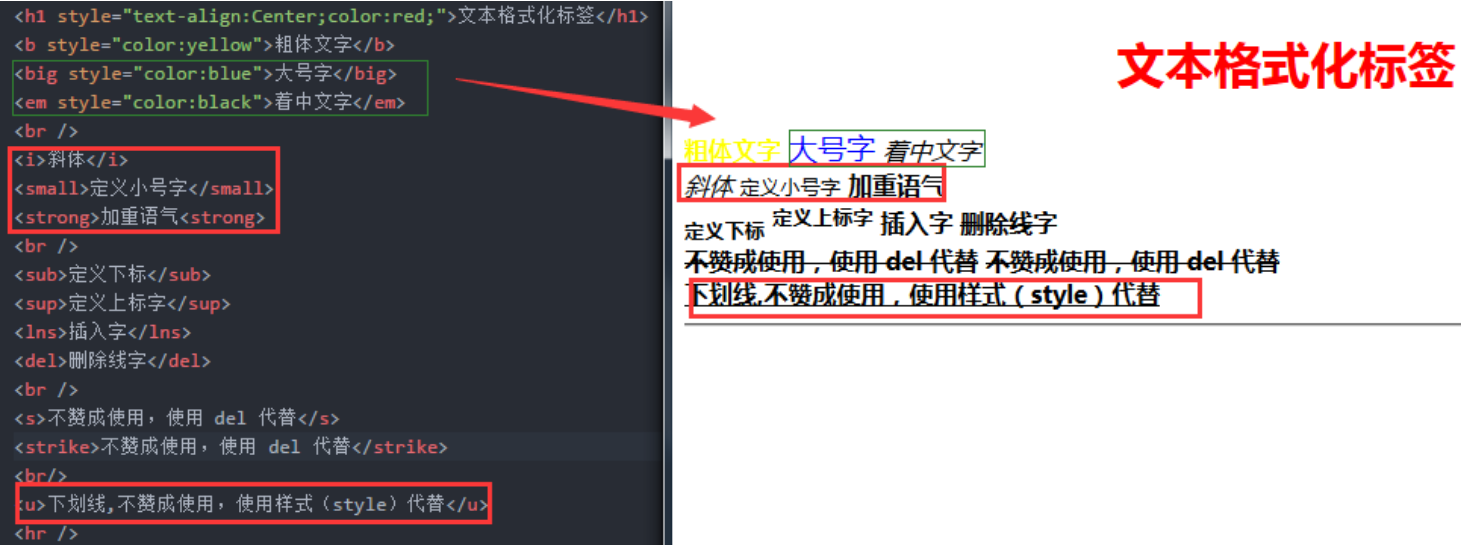 <h1 style="text-align:Center;color:red;">文本格式化标签</h1>
<b style="color:yellow">粗体文字</b>
<big style="color:blue">大号字</big>
<em style="color:black">着中文字</em>
<br />
<i>斜体</i>
<small>定义小号字</small>
<strong>加重语气<strong>
<br />
<sub>定义下标</sub>
<sup>定义上标字</sup>
<lns>插入字</lns>
<del>删除线字</del>
<br />
<s>不赞成使用，使用 del 代替</s>
<strike>不赞成使用，使用 del 代替</strike>
<br/>
<u>下划线,不赞成使用，使用样式（style）代替</u>
<hr />
文本格式化标签
粗体文字 大号字 着中文字
斜体 定义小号字 加重语气
定义下标 定义上标字 插入字 删除线字
不赞成使用，使用 del 代替 不赞成使用，使用 del 代替
下划线,不赞成使用，使用样式（style）代替